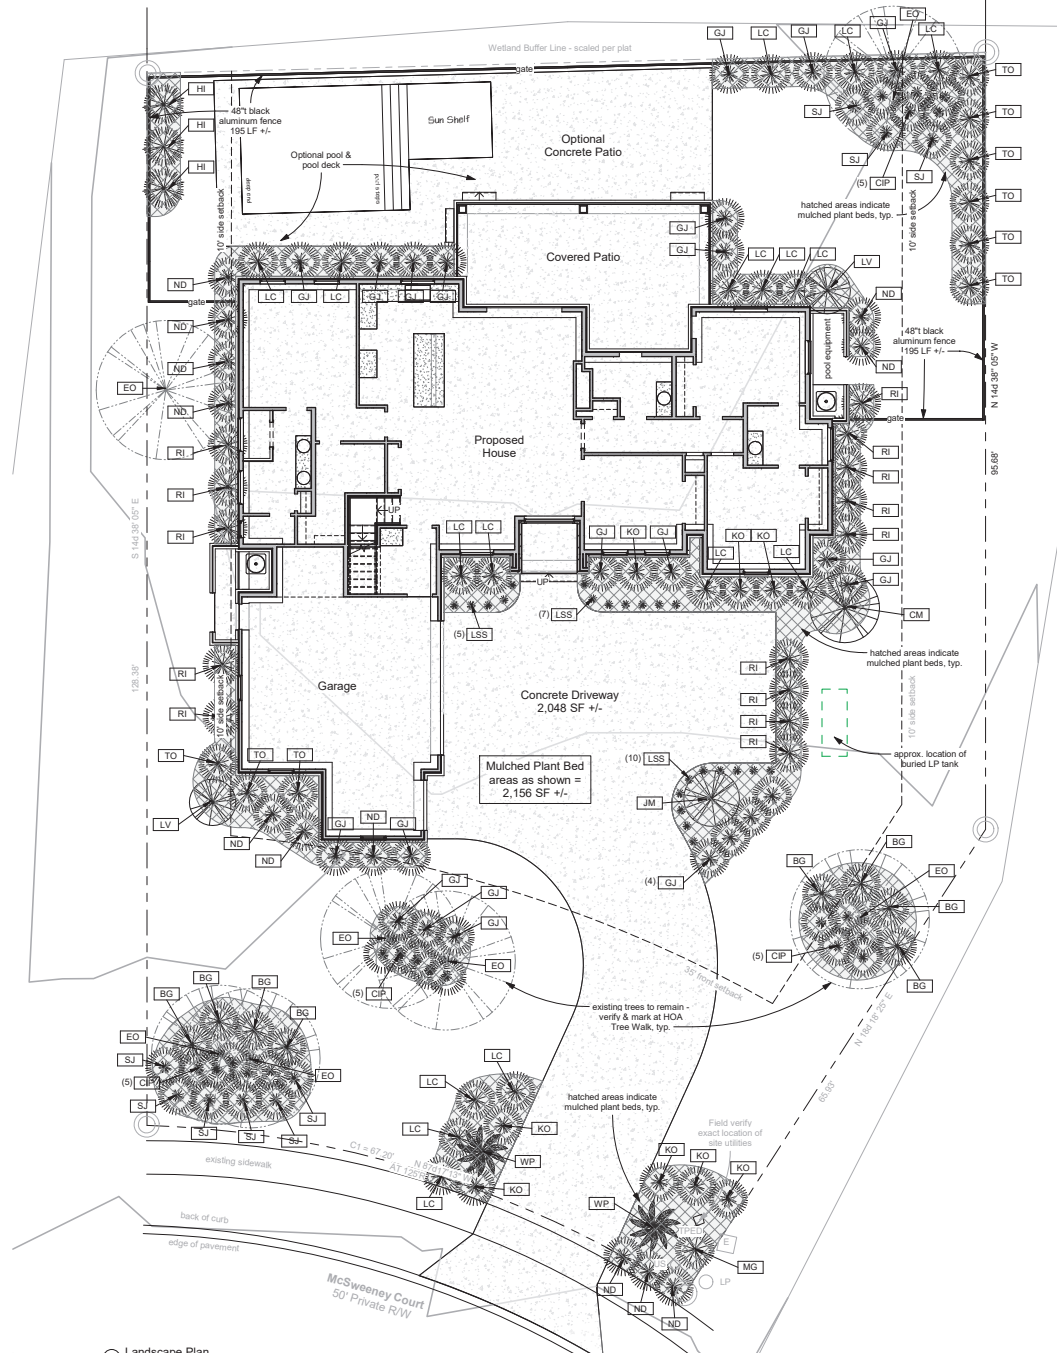 Wetland Buffer Line - scaled per plat
gate
GJ
LC
GJ
LC
GJ
EO
LC
TO
TO
TO
TO
TO
TO
HI
HI
HI
48"t black
aluminum fence
195 LF +/-
Sun Shelf
deep end
Optional pool &
pool deck
Optional
Concrete Patio
SJ
SJ
(5) CIP
SJ
hatched areas indicate
mulched plant beds, typ.
10' side setback
10' side setback
GJ
GJ
Covered Patio
LC
LC
LC
LV
ND
ND
ND
gate
LC
GJ
LC
GJ
GJ
GJ
pool equipment
48"t black
aluminum fence
195 LF +/-
N 14d 38" 05" W
95.68'
ND
ND
ND
EO
RI
gate
RI
RI
RI
Proposed
House
RI
RI
RI
RI
UP
S 14d 38' 05" E
LC
LC
GJ
KO
GJ
LC
KO
KO
LC
GJ
GJ
UP
(5) LSS
(7) LSS
CM
hatched areas indicate
mulched plant beds, typ.
RI
RI
10' side setback
128.38'
Garage
Concrete Driveway
2,048 SF +/-
RI
RI
RI
RI
10' side setback
approx. location of
buried LP tank
TO
TO
TO
Mulched Plant Bed
areas as shown =
2,156 SF +/-
(10) LSS
JM
LV
ND
ND
GJ
ND
GJ
(4) GJ
BG
BG
EO
BG
BG
(5) CIP
GJ
GJ
GJ
EO
EO
(5) CIP
35' front setback
existing trees to remain -
verify & mark at HOA
Tree Walk, typ.
N 18d 18' 25" E
65.93'
BG
BG
BG
BG
EO
SJ
(5) CIP
EO
SJ
SJ
SJ
SJ
SJ
LC
LC
LC
KO
WP
KO
LC
hatched areas indicate
mulched plant beds, typ.
Field verify
exact location of
site utilities
KO
KO
KO
WP
TPED
E
MG
LP
ND
ND
ND
C1 = 67.20'
existing sidewalk
back of curb
edge of pavement
McSweeney Court
50' Private R/W
Landscape Plan